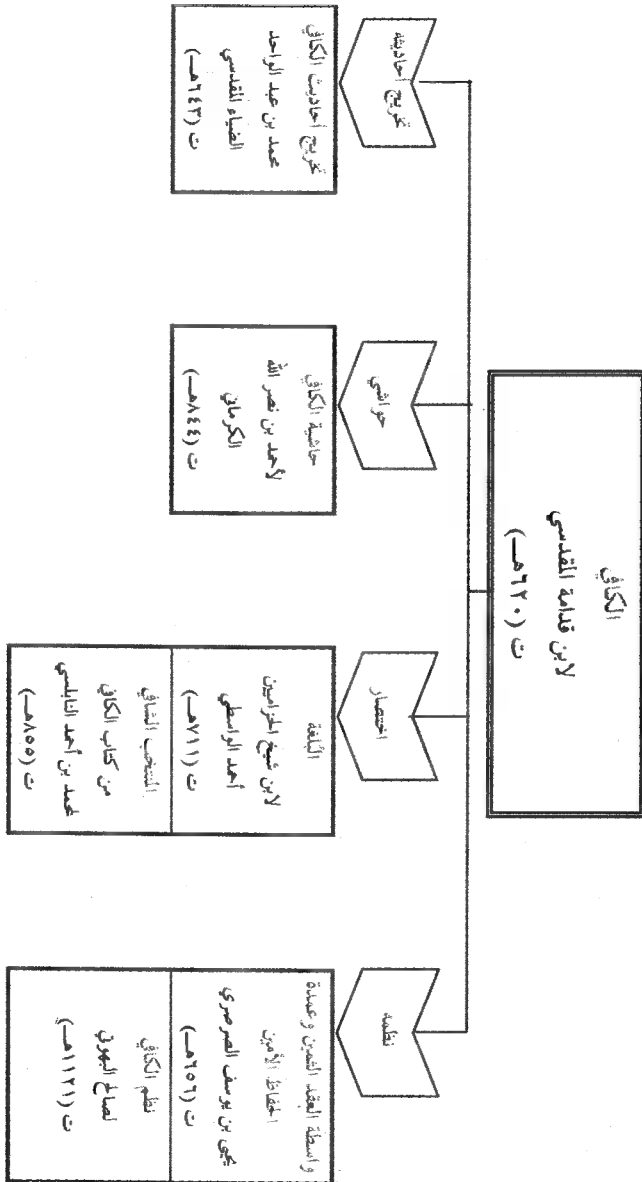 الكافي
لابن قدامة المقدسي
ت (٦٢٠هـ)
نظمه
واسطة العقد الثمين وعمدة
الحفاظ الأمين
يحيى بن يوسف الصرصري
ت (٦٥٦هـ)
نظم الكافي
لصالح البهوتي
ت (١١٢١هـ)
اختصار
البلغة
لابن شيخ الحزامين
أحمد الواسطي
ت (٧١١هـ)
المنتخب الشافي
من كتاب الكافي
لمحمد بن أحمد النابلسي
ت (٨٥٥هـ)
حواشي
حاشية الكافي
لأحمد بن نصر الله
الكرماني
ت (٨٤٤هـ)
تخريج أحاديثه
تخريج أحاديث الكافي
محمد بن عبد الواحد
الضياء المقدسي
ت (٦٤٣هـ)